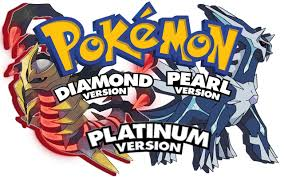 POKéMON
DIAMOND VERSION
PEARL VERSION
PLATINUM
VERSION